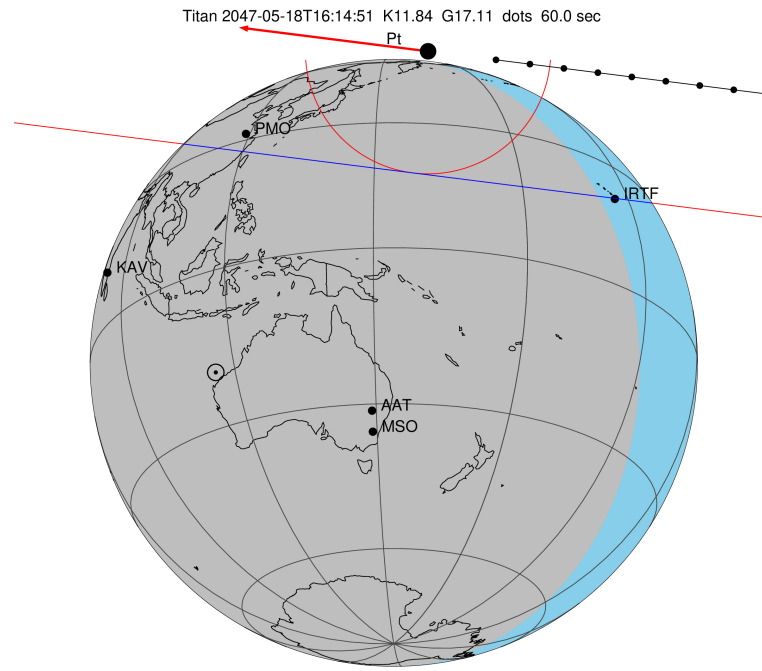 Titan 2047-05-18T16:14:51 K11.84 G17.11 dots 60.0 sec
Pt
PMO
IRTF
KAV
AAT
MSO